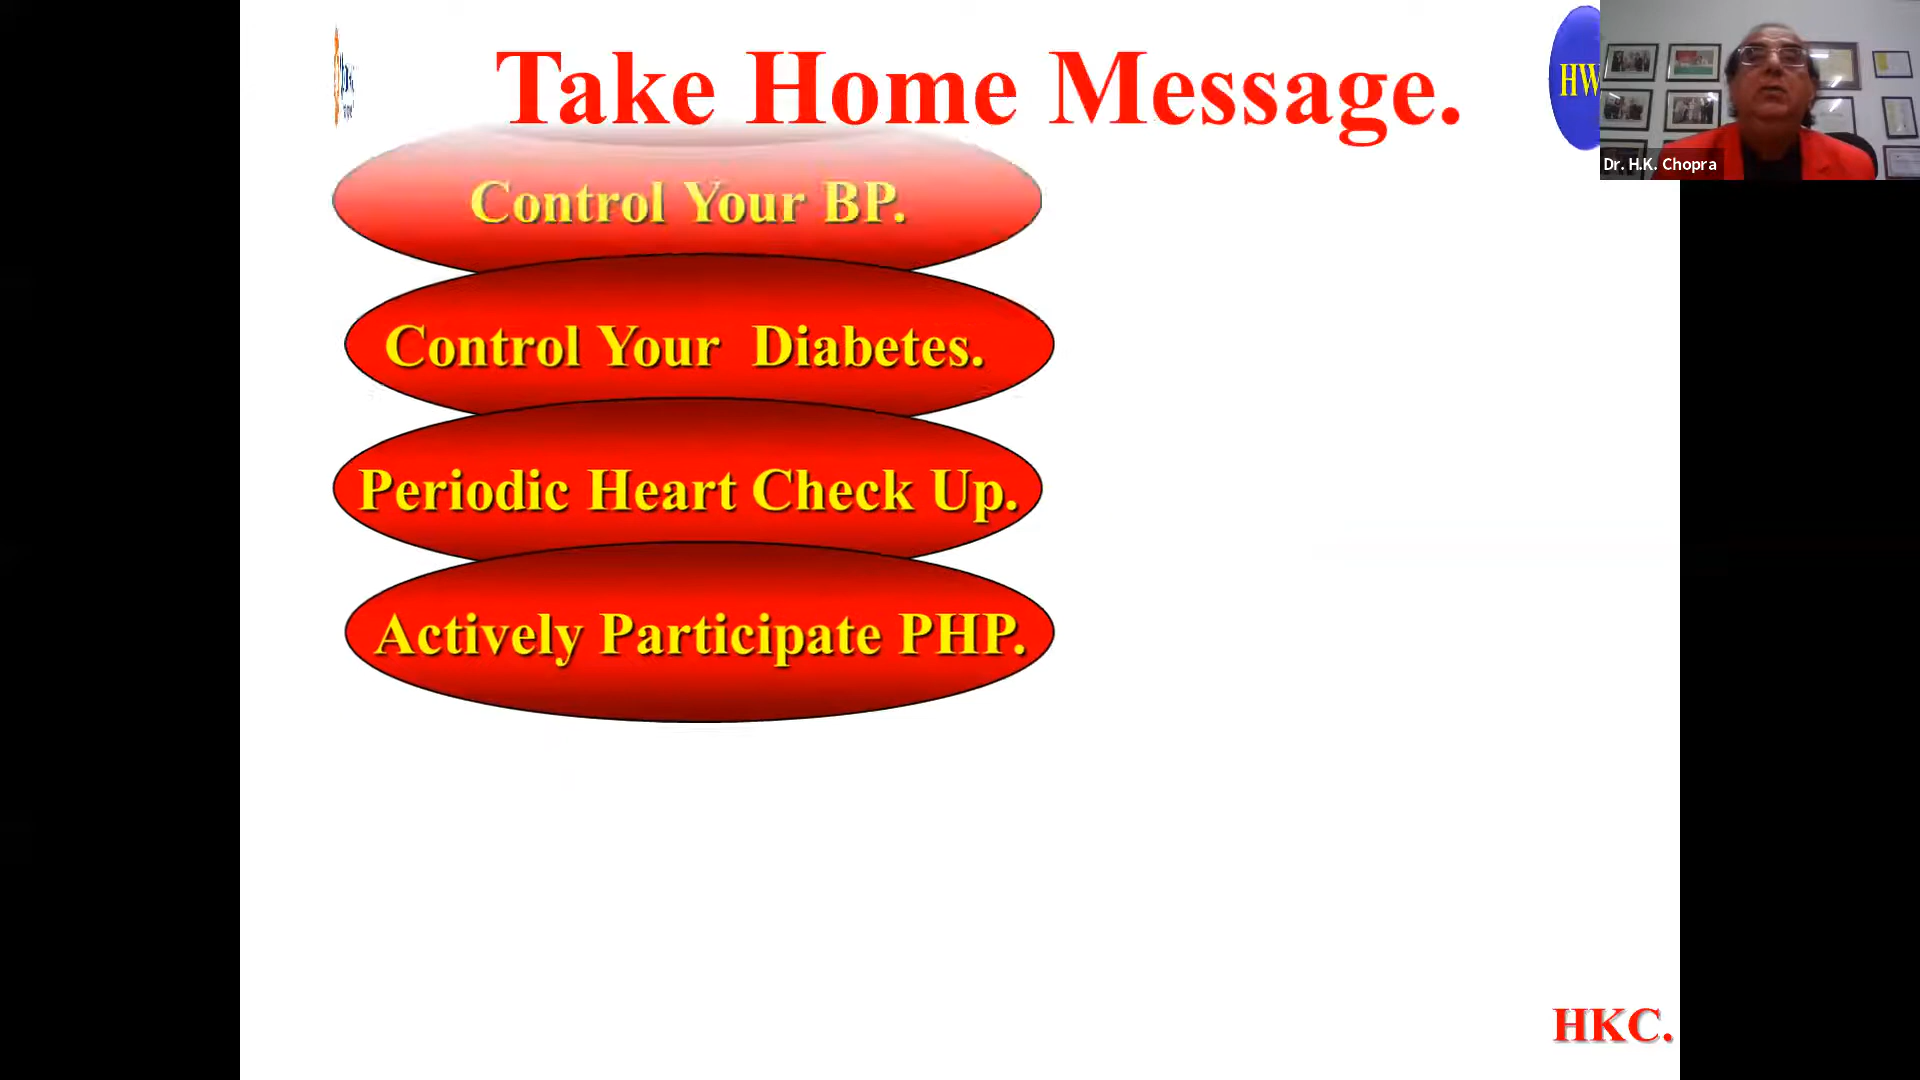 Take Home Message.
HW
Dr. H.K. Chopra
Control Your BP.
Control Your Diabetes.
Periodic Heart Check Up.
Actively Participate PHP.
HKC.